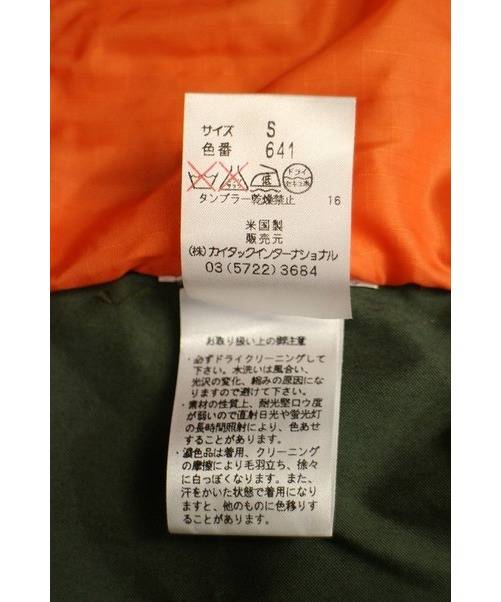 サイズ S
色番 641
低 ドライ セキユ系
タンブラー乾燥禁止 16
米国製
販売元
(株)カイタックインターナショナル
03(5722)3684
お取り扱い上の御注意
・必ずドライクリーニングして
下さい。水洗いは風合い、
光沢の変化、縮みの原因にな
りますので避けて下さい。
・素材の性質上、耐光堅ロウ度
が弱いので直射日光や蛍光灯
の長時間照射により、色あせ
することがあります。
・濃色品は着用、クリーニング
の摩擦により毛羽立ち、徐々
に白っぽくなります。また、
汗をかいた状態で着用になり
ますと、他のものに色移りす
ることがあります。